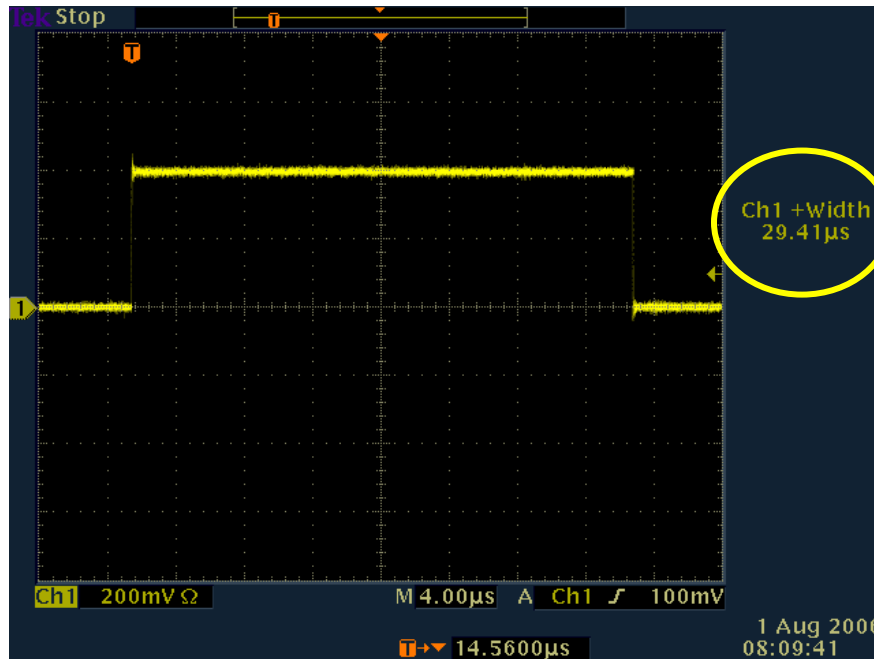 Tek Stop
T
T
1
Ch1 +Width
29.41µs
Ch1 200mV Ω M 4.00µs A Ch1 100mV
T 14.5600µs
1 Aug 2006
08:09:41